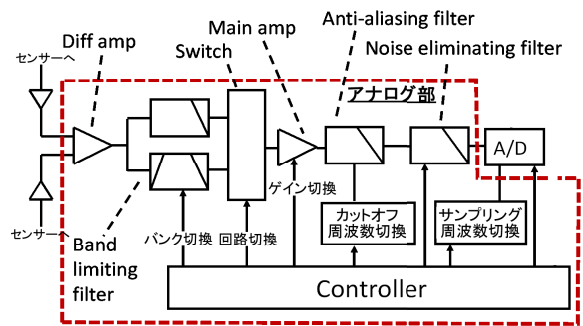 Anti-aliasing filter
Main amp
Diff amp
Switch
Noise eliminating filter
センサーへ
アナログ部
A/D
ゲイン切換
センサーへ
Band
limiting
filter
バンク切換
回路切換
カットオフ
周波数切換
サンプリング
周波数切換
Controller